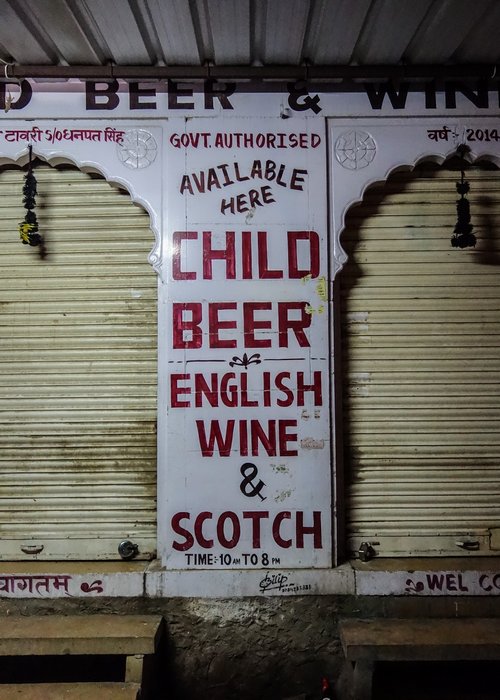 D BEER & WIN
टावरी S/O धनपत सिंह
वर्ष:- 2014
GOVT. AUTHORISED
AVAILABLE
HERE
CHILD
BEER
ENGLISH
WINE
&
SCOTCH
TIME:- 10 AM TO 8 PM
Dilip
ागतम्
WEL CO